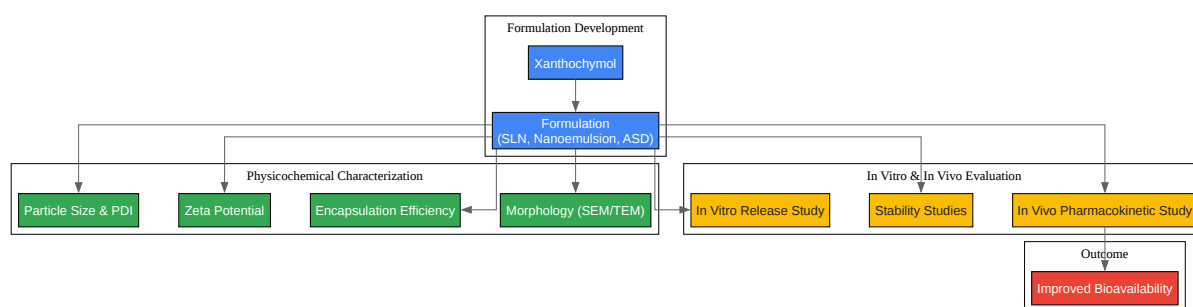 Formulation Development
Xanthochymol
Formulation
(SLN, Nanoemulsion, ASD)
Physicochemical Characterization
Particle Size & PDI
Zeta Potential
Encapsulation Efficiency
Morphology (SEM/TEM)
In Vitro & In Vivo Evaluation
In Vitro Release Study
Stability Studies
In Vivo Pharmacokinetic Study
Outcome
Improved Bioavailability